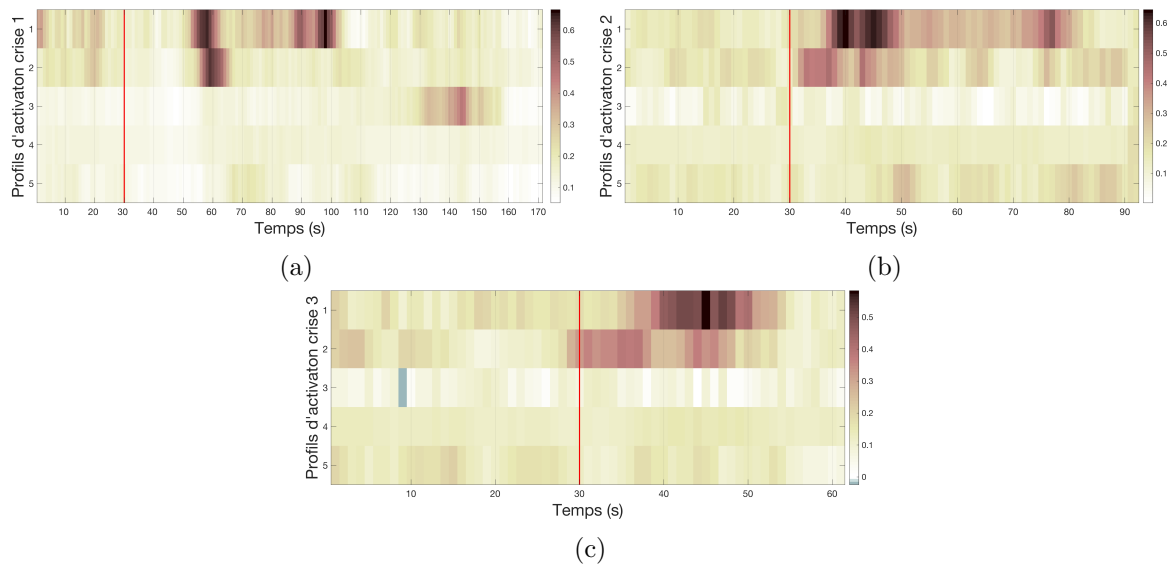 Profils d'activaton crise 1
1
2
3
4
5
10 20 30 40 50 60 70 80 90 100 110 120 130 140 150 160 170
Temps (s)
0.6
0.5
0.4
0.3
0.2
0.1
(a)
Profils d'activaton crise 2
1
2
3
4
5
10 20 30 40 50 60 70 80 90
Temps (s)
0.6
0.5
0.4
0.3
0.2
0.1
(b)
Profils d'activaton crise 3
1
2
3
4
5
10 20 30 40 50 60
Temps (s)
0.5
0.4
0.3
0.2
0.1
0
(c)